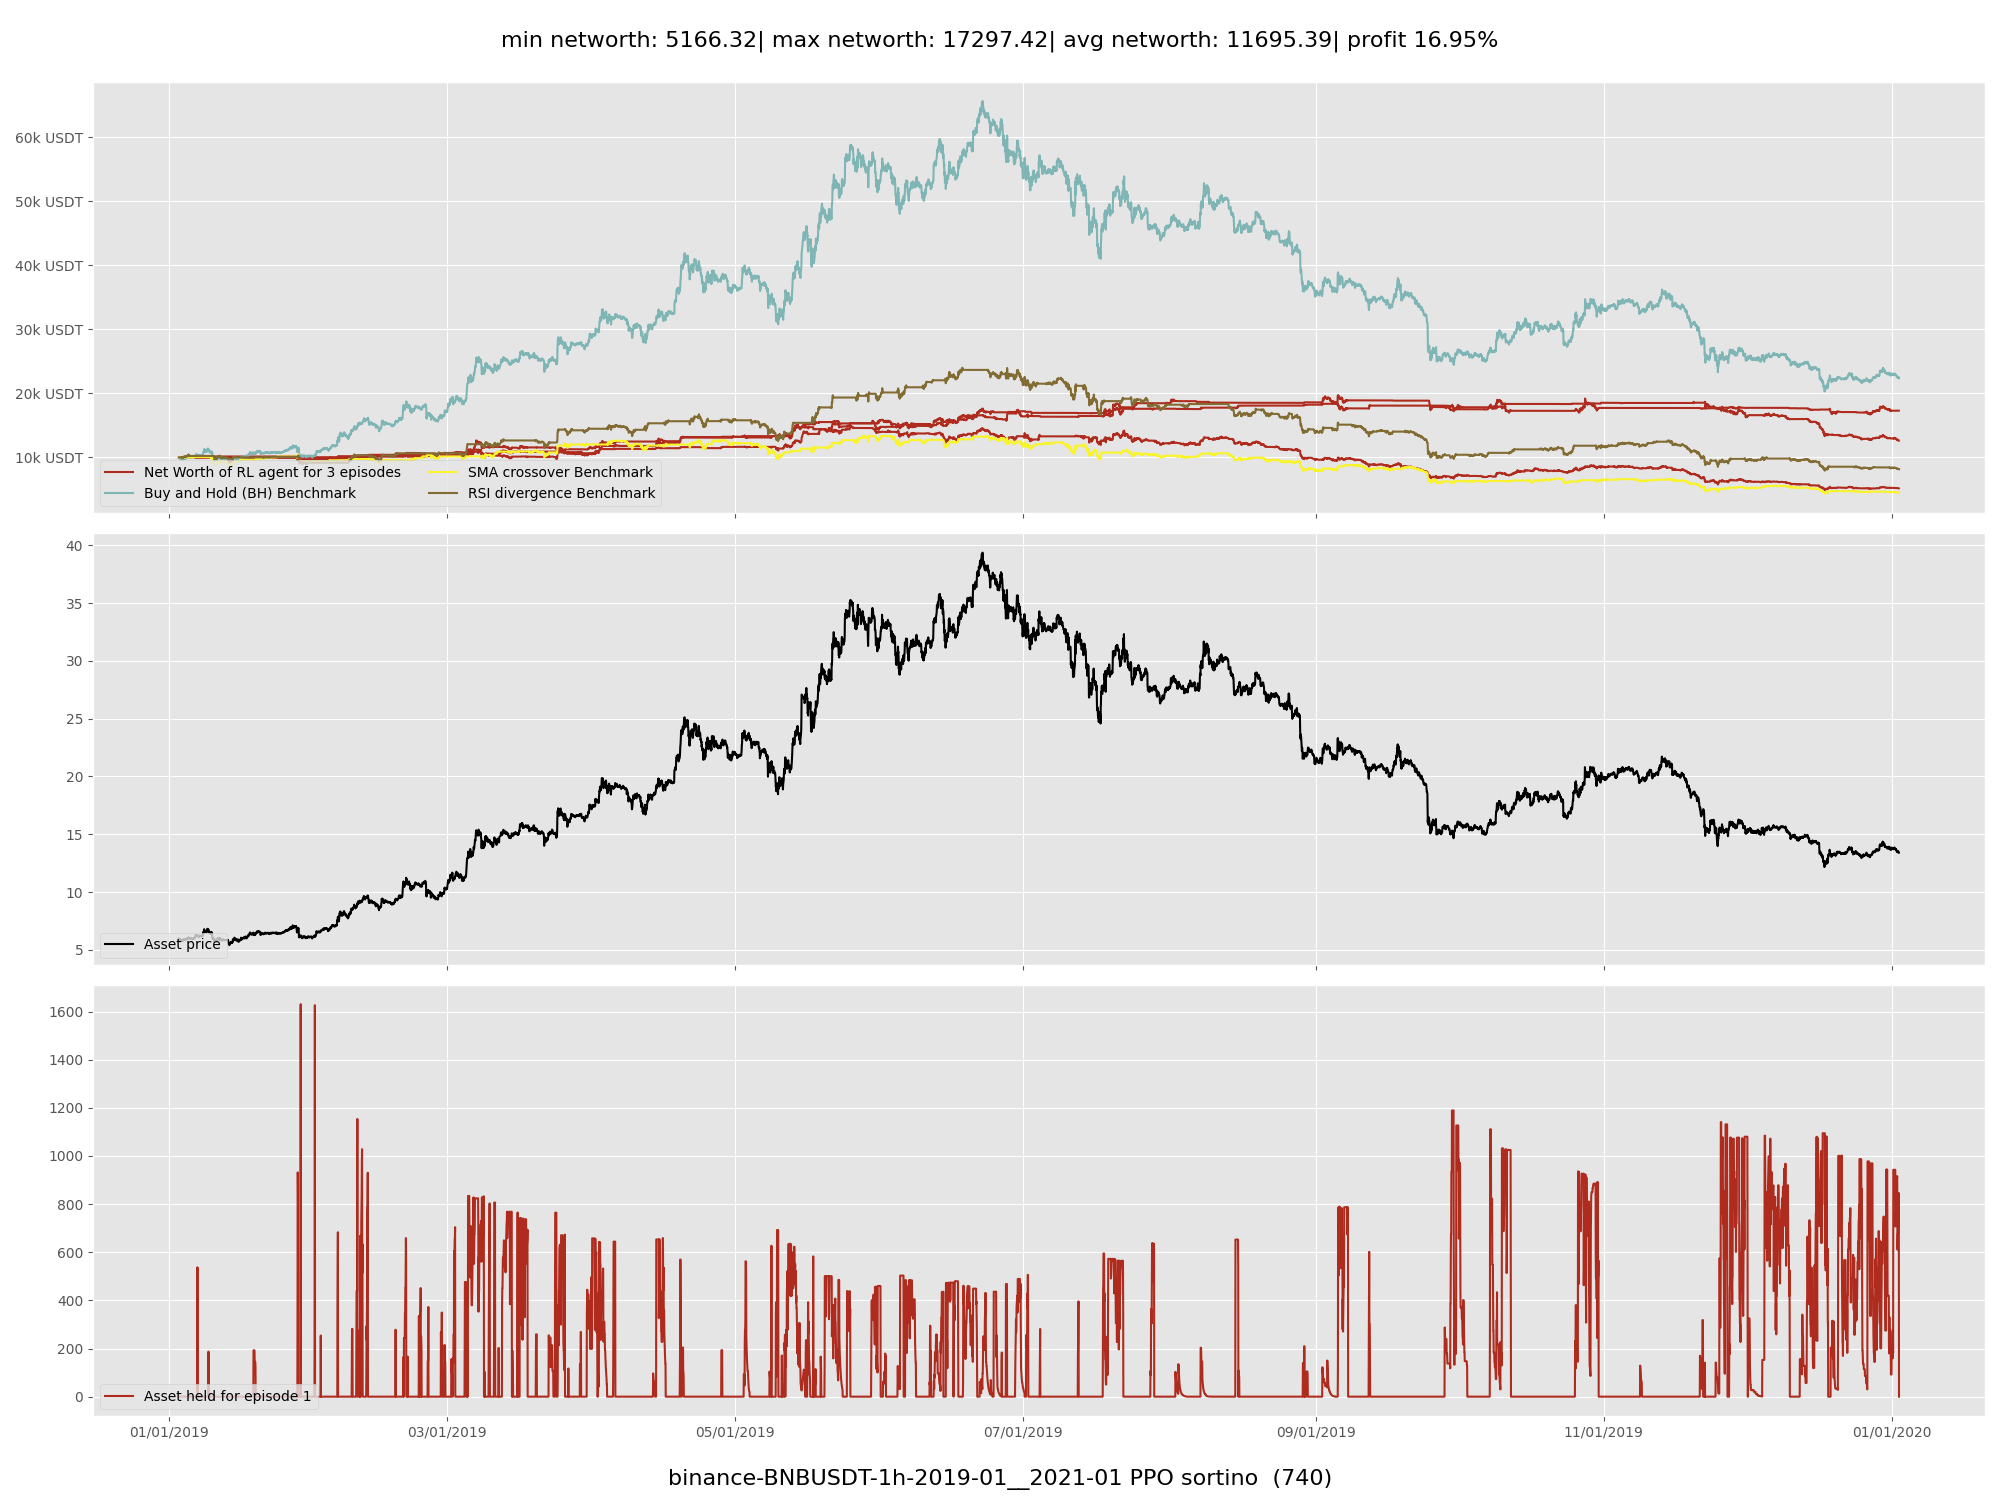 min networth: 5166.32| max networth: 17297.42| avg networth: 11695.39| profit 16.95%
60k USDT
50k USDT
40k USDT
30k USDT
20k USDT
10k USDT
Net Worth of RL agent for 3 episodes
Buy and Hold (BH) Benchmark
SMA crossover Benchmark
RSI divergence Benchmark
40
35
30
25
20
15
10
5
Asset price
1600
1400
1200
1000
800
600
400
200
0
Asset held for episode 1
01/01/2019
03/01/2019
05/01/2019
07/01/2019
09/01/2019
11/01/2019
01/01/2020
binance-BNBUSDT-1h-2019-01__2021-01 PPO sortino (740)